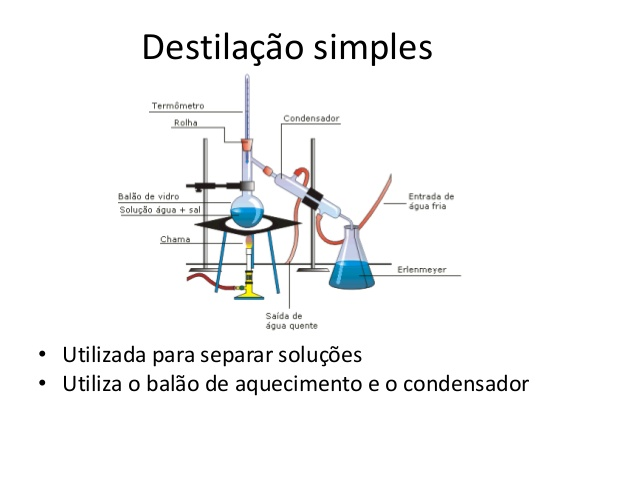 Destilação simples
Termômetro
Rolha
Condensador
Balão de vidro
Solução água + sal
Entrada de
água fria
Chama
Erlenmeyer
Saída de
água quente
• Utilizada para separar soluções
• Utiliza o balão de aquecimento e o condensador